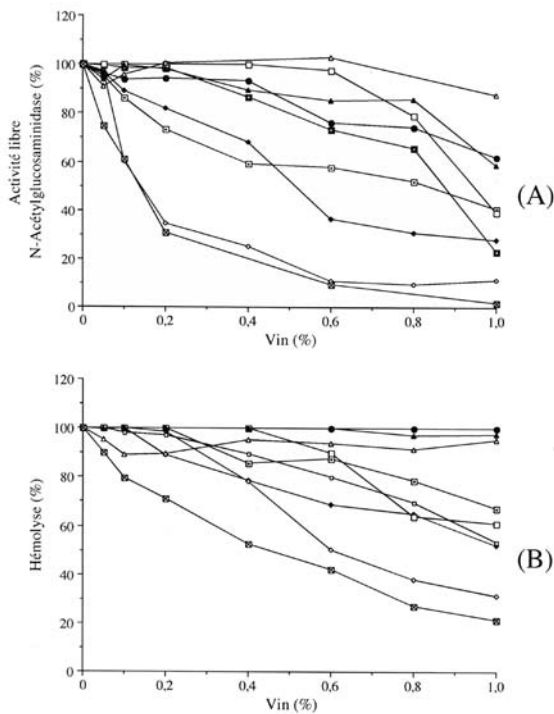 120
100
80
60
40
20
0
Activité libre
N-Acétylglucosaminidase (%)
0 0,2 0,4 0,6 0,8 1,0
Vin (%)
(A)
120
100
80
60
40
20
0
Hémolyse (%)
0 0,2 0,4 0,6 0,8 1,0
Vin (%)
(B)